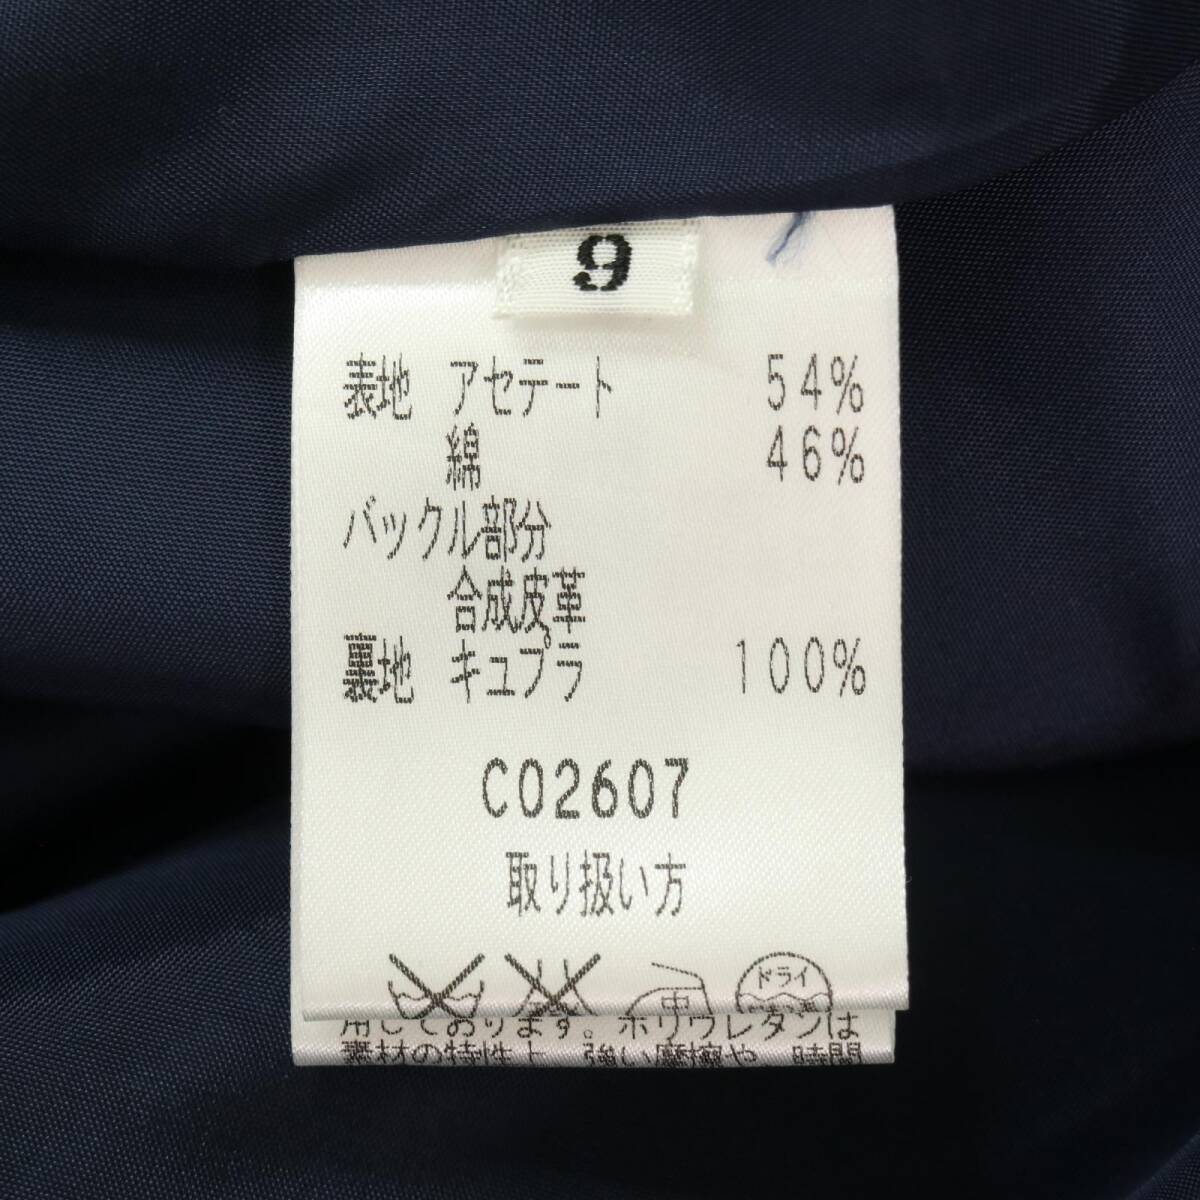 9
表地 アセテート 54%
綿 46%
バックル部分
合成皮革
裏地 キュプラ 100%
C02607
取り扱い方
中 ドライ
用しております。ポリウレタンは
素材の特性上、強い摩擦や、時間